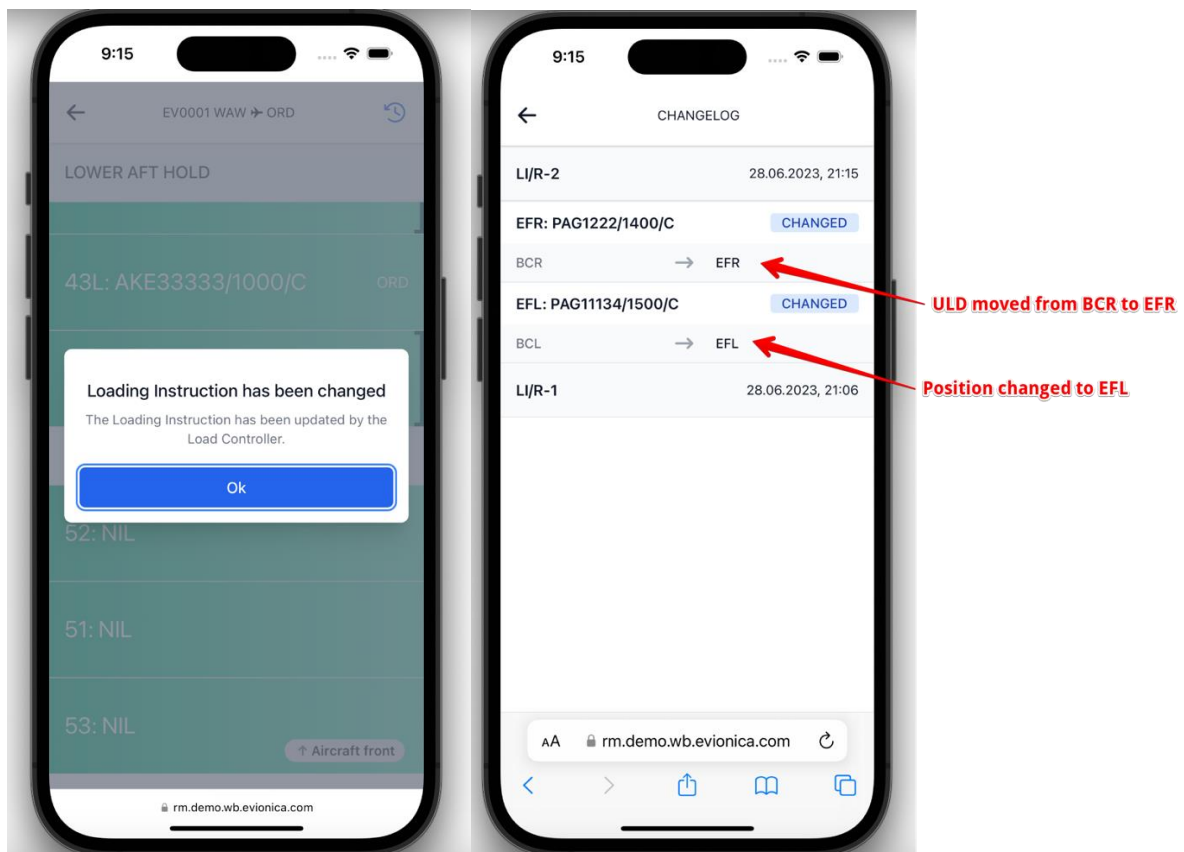 9:15
EV0001 WAW ✈ ORD
LOWER AFT HOLD
43L: AKE33333/1000/C ORD
Loading Instruction has been changed
The Loading Instruction has been updated by the
Load Controller.
Ok
52: NIL
51: NIL
53: NIL
↑ Aircraft front
rm.demo.wb.evionica.com
9:15
CHANGELOG
LI/R-2 28.06.2023, 21:15
EFR: PAG1222/1400/C CHANGED
BCR → EFR
EFL: PAG11134/1500/C CHANGED
BCL → EFL
LI/R-1 28.06.2023, 21:06
AA rm.demo.wb.evionica.com
ULD moved from BCR to EFR
Position changed to EFL